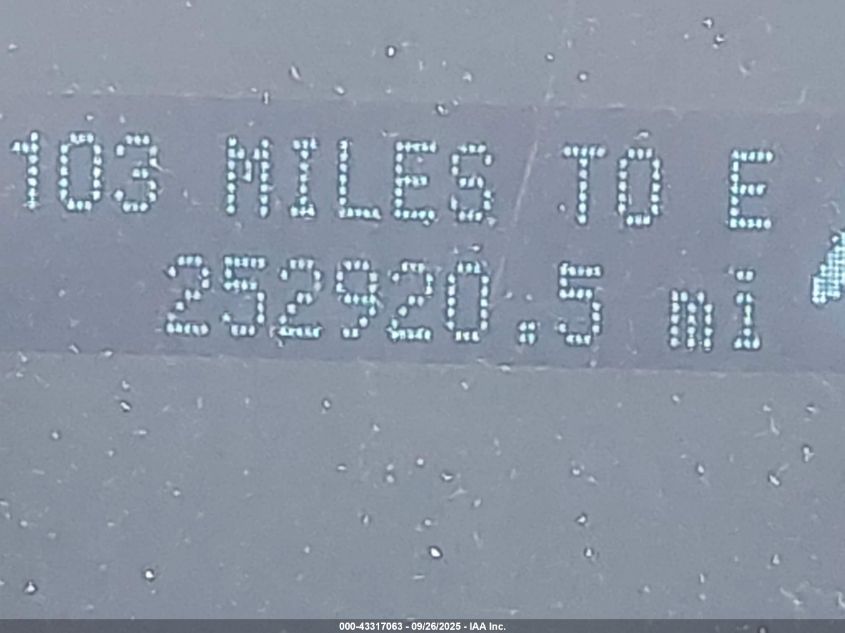 103 MILES TO E
252920.5 mi
000-43317063 - 09/26/2025 - IAA Inc.